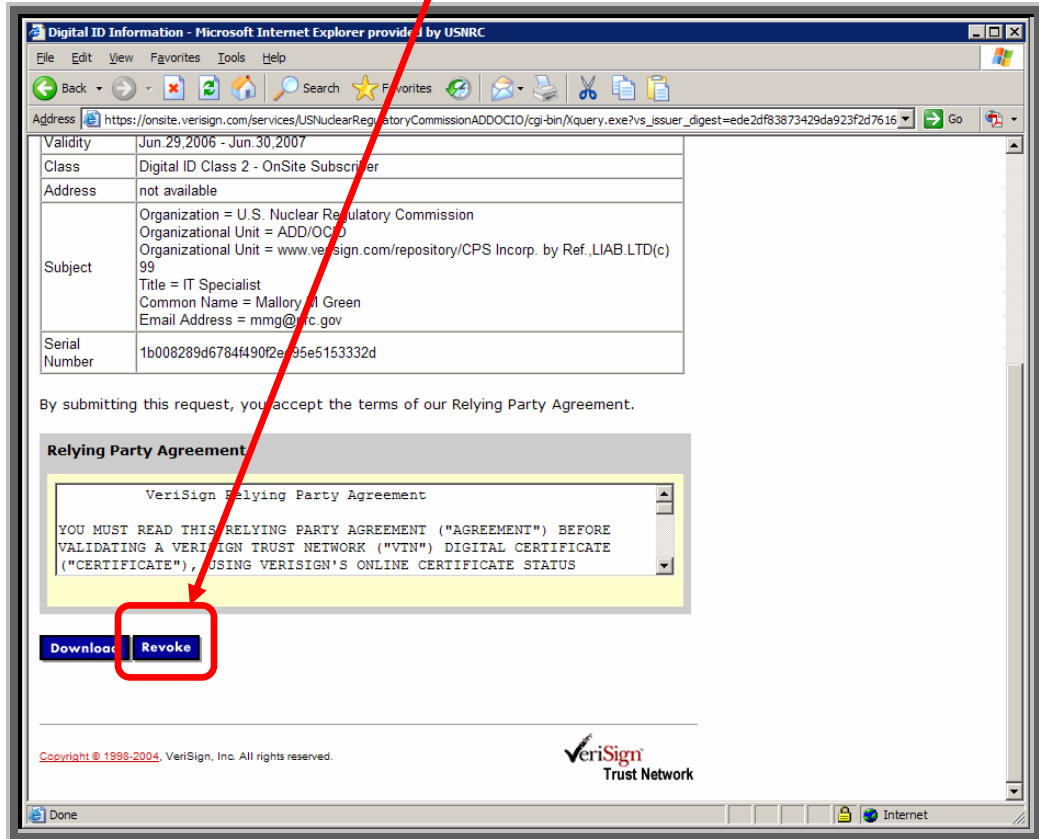 Digital ID Information - Microsoft Internet Explorer provided by USNRC
File Edit View Favorites Tools Help
Back Search Favorites
Address https://onsite.verisign.com/services/USNuclearRegulatoryCommissionADDOCIO/cgi-bin/Xquery.exe?vs_issuer_digest=ede2df83873429da923f2d7616 Go
Validity Jun.29,2006 - Jun.30,2007
Class Digital ID Class 2 - OnSite Subscriber
Address not available
Organization = U.S. Nuclear Regulatory Commission
Organizational Unit = ADD/OCIO
Organizational Unit = www.verisign.com/repository/CPS Incorp. by Ref.,LIAB.LTD(c)
Subject 99
Title = IT Specialist
Common Name = Mallory M Green
Email Address = mmg@nrc.gov
Serial
Number
By submitting this request, you accept the terms of our Relying Party Agreement.
Relying Party Agreement
VeriSign Relying Party Agreement
YOU MUST READ THIS RELYING PARTY AGREEMENT ("AGREEMENT") BEFORE
VALIDATING A VERISIGN TRUST NETWORK ("VTN") DIGITAL CERTIFICATE
("CERTIFICATE"), USING VERISIGN'S ONLINE CERTIFICATE STATUS
Download Revoke
Copyright © 1998-2004, VeriSign, Inc. All rights reserved.
VeriSign
Trust Network
Done Internet